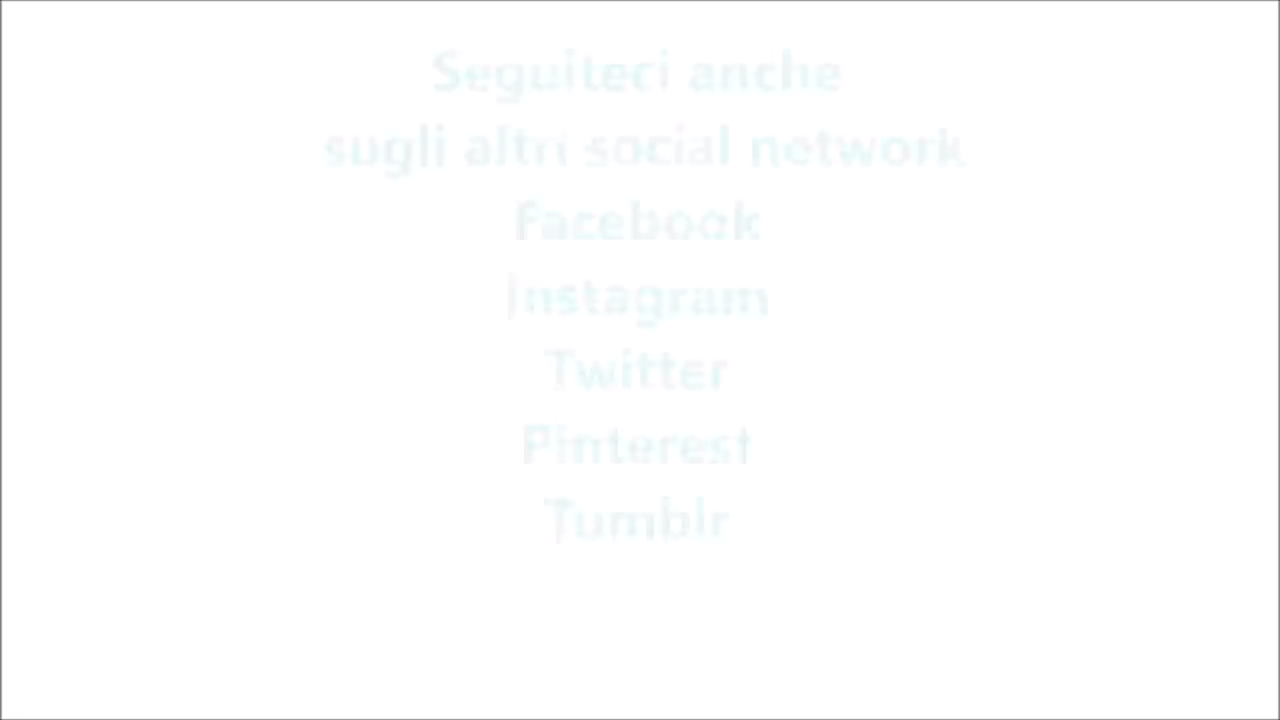 Seguiteci anche
sugli altri social network
Facebook
Instagram
Twitter
Pinterest
Tumblr